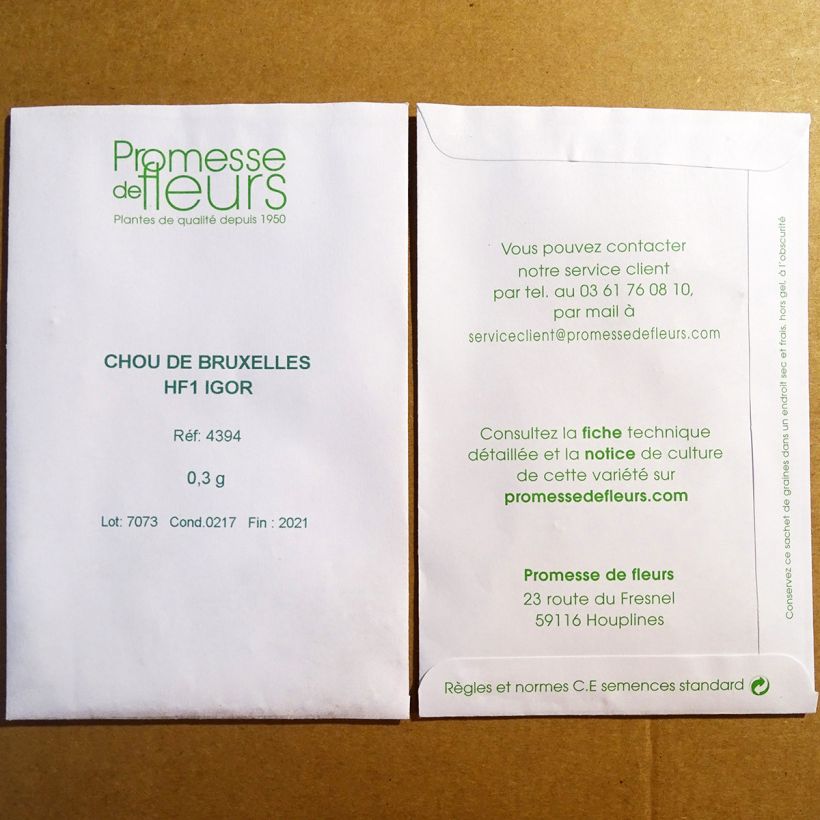 Promesse
de fleurs
Plantes de qualité depuis 1950
CHOU DE BRUXELLES
HF1 IGOR
Réf: 4394
0,3 g
Lot: 7073 Cond.0217 Fin : 2021
Vous pouvez contacter
notre service client
par tel. au 03 61 76 08 10,
par mail à
serviceclient@promessedefleurs.com
Consultez la fiche technique
détaillée et la notice de culture
de cette variété sur
promessedefleurs.com
Promesse de fleurs
23 route du Fresnel
59116 Houplines
Règles et normes C.E semences standard
Conservez ce sachet de graines dans un endroit sec et frais, hors gel, à l'obscurité